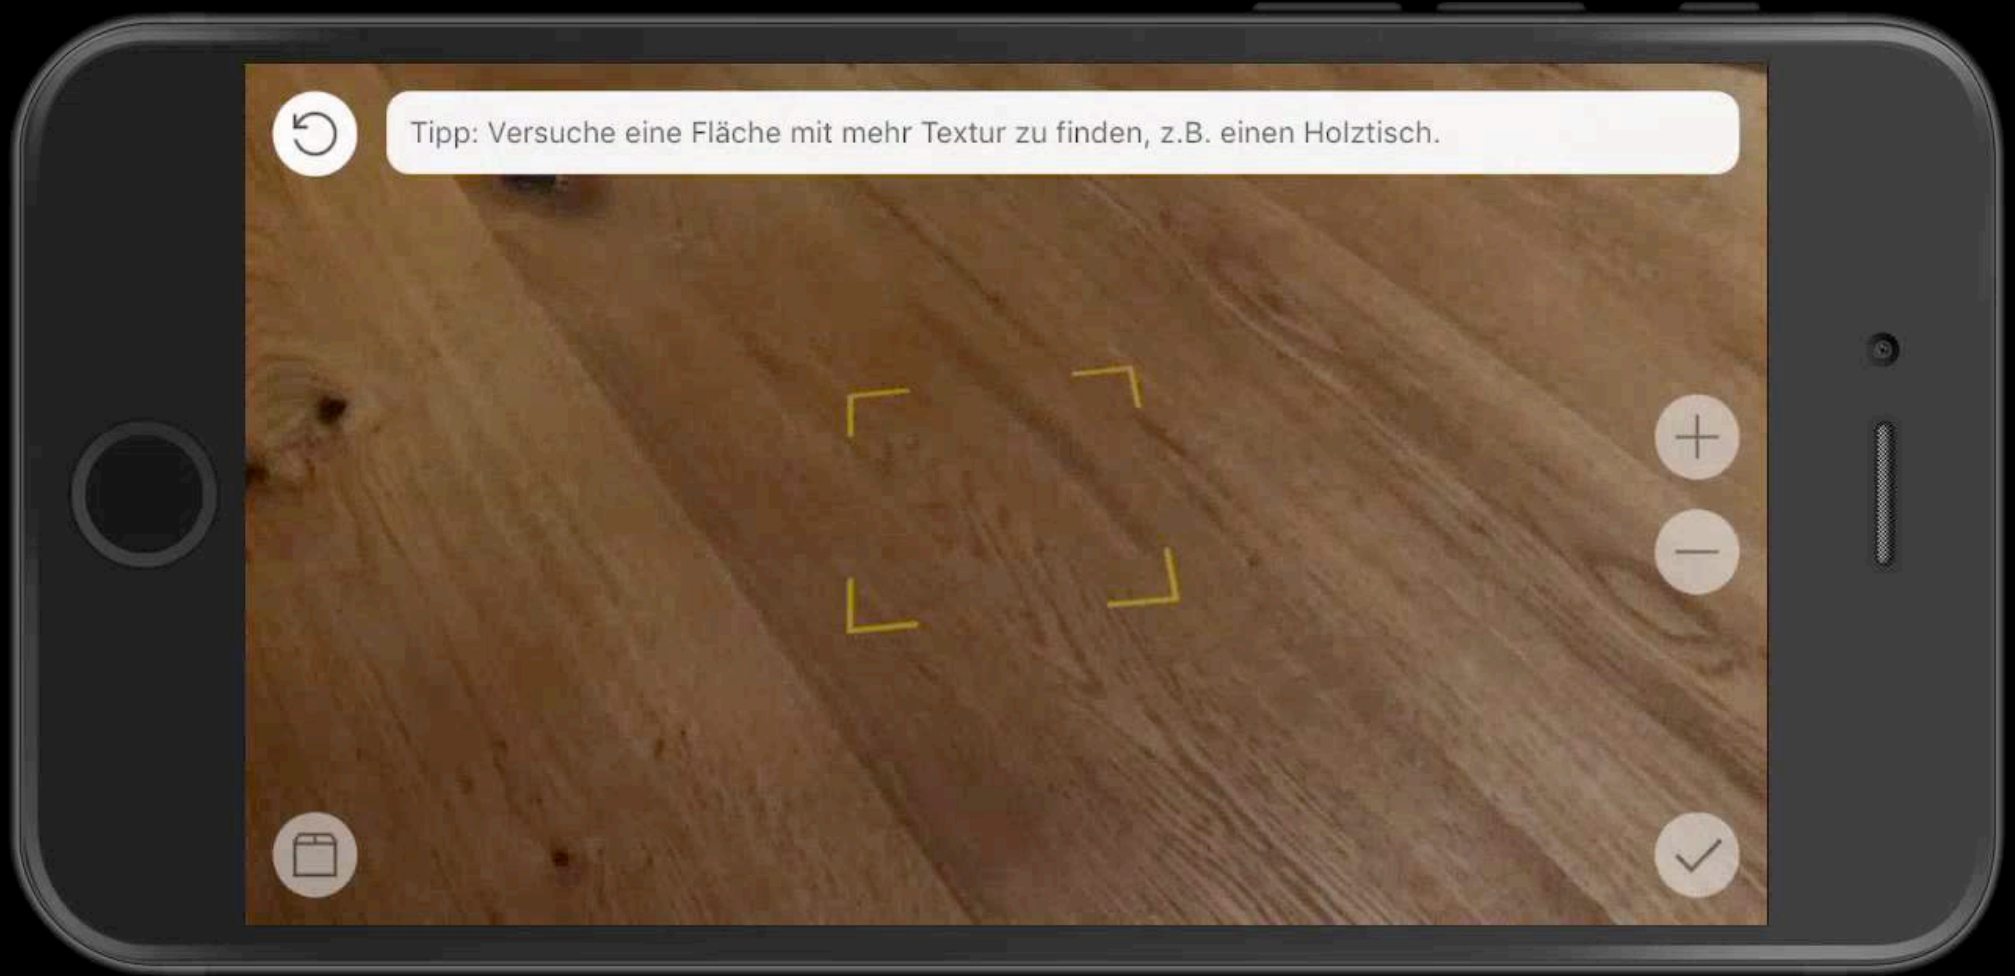 Tipp: Versuche eine Fläche mit mehr Textur zu finden, z.B. einen Holztisch.